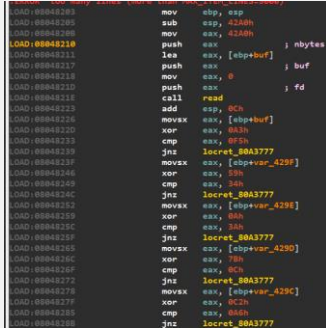 LOAD:08048203 mov ebp, esp
LOAD:08048205 sub esp, 42A0h
LOAD:0804820B mov eax, 42A0h
LOAD:08048210 push eax ; nbytes
LOAD:08048211 lea eax, [ebp+buf]
LOAD:08048217 push eax ; buf
LOAD:08048218 mov eax, 0
LOAD:0804821D push eax ; fd
LOAD:0804821E call read
LOAD:08048223 add esp, 0Ch
LOAD:08048226 movsx eax, [ebp+buf]
LOAD:0804822D xor eax, 0A3h
LOAD:08048233 cmp eax, 0F5h
LOAD:08048239 jnz locret_80A3777
LOAD:0804823F movsx eax, [ebp+var_429F]
LOAD:08048246 xor eax, 59h
LOAD:08048249 cmp eax, 34h
LOAD:0804824C jnz locret_80A3777
LOAD:08048252 movsx eax, [ebp+var_429E]
LOAD:08048259 xor eax, 0Ah
LOAD:0804825C cmp eax, 3Ah
LOAD:0804825F jnz locret_80A3777
LOAD:08048265 movsx eax, [ebp+var_429D]
LOAD:0804826C xor eax, 7Bh
LOAD:0804826F cmp eax, 0Ch
LOAD:08048272 jnz locret_80A3777
LOAD:08048278 movsx eax, [ebp+var_429C]
LOAD:0804827F xor eax, 0C2h
LOAD:08048285 cmp eax, 0A6h
LOAD:0804828B jnz locret_80A3777